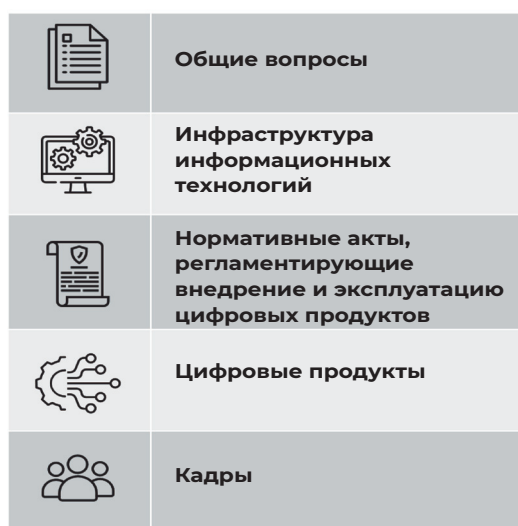 Общие вопросы
Инфраструктура
информационных
технологий
Нормативные акты,
регламентирующие
внедрение и эксплуатацию
цифровых продуктов
Цифровые продукты
Кадры